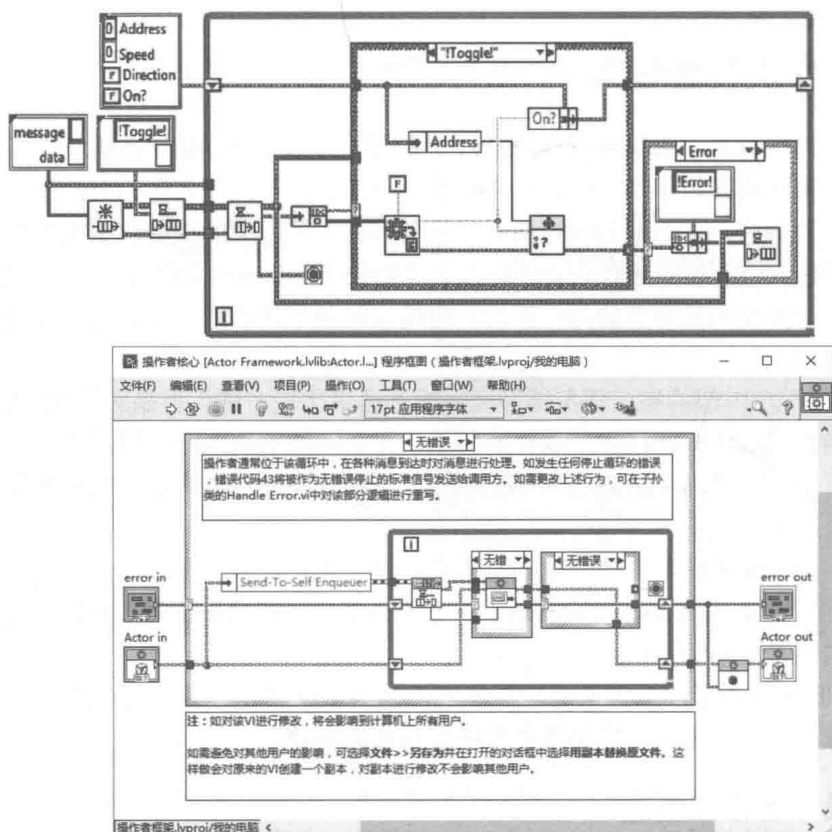 Address
Speed
Direction
On?
message
data
!Toggle!
"!Toggle!"
On?
Address
F
Error
!Error!
i
操作者核心 [Actor Framework.lvlib:Actor.l...] 程序框图（操作者框架.lvproj/我的电脑）
文件(F) 编辑(E) 查看(V) 项目(P) 操作(O) 工具(T) 窗口(W) 帮助(H)
17pt 应用程序字体
无错误
操作者通常位于该循环中，在各种消息到达时对消息进行处理。如发生任何停止循环的错误
，错误代码43将被作为无错误停止的标准信号发送给调用方。如需更改上述行为，可在子孙
类的Handle Error.vi中对该部分逻辑进行重写。
i
无错
无错误
Send-To-Self Enqueuer
error in
error out
Actor in
Actor out
注：如对该VI进行修改，将会影响到计算机上所有用户。
如需避免对其他用户的影响，可选择文件>>另存为并在打开的对话框中选择用副本替换原文件。这
样做会对原来的VI创建一个副本，对副本进行修改不会影响其他用户。
操作者框架.lvproj/我的电脑